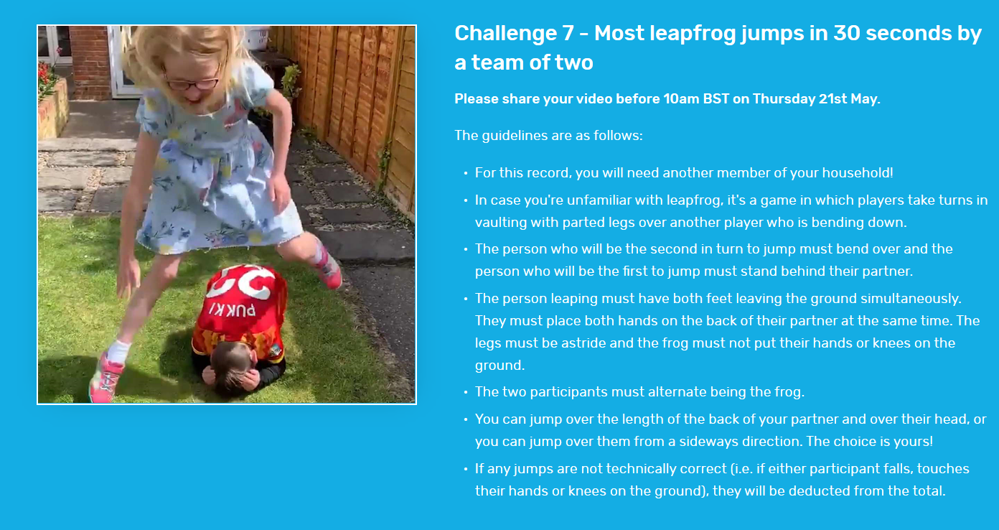 Challenge 7 - Most leapfrog jumps in 30 seconds by
a team of two
Please share your video before 10am BST on Thursday 21st May.
The guidelines are as follows:
• For this record, you will need another member of your household!
• In case you're unfamiliar with leapfrog, it's a game in which players take turns in
vaulting with parted legs over another player who is bending down.
• The person who will be the second in turn to jump must bend over and the
person who will be the first to jump must stand behind their partner.
• The person leaping must have both feet leaving the ground simultaneously.
They must place both hands on the back of their partner at the same time. The
legs must be astride and the frog must not put their hands or knees on the
ground.
• The two participants must alternate being the frog.
• You can jump over the length of the back of your partner and over their head, or
you can jump over them from a sideways direction. The choice is yours!
• If any jumps are not technically correct (i.e. if either participant falls, touches
their hands or knees on the ground), they will be deducted from the total.
PUKKI